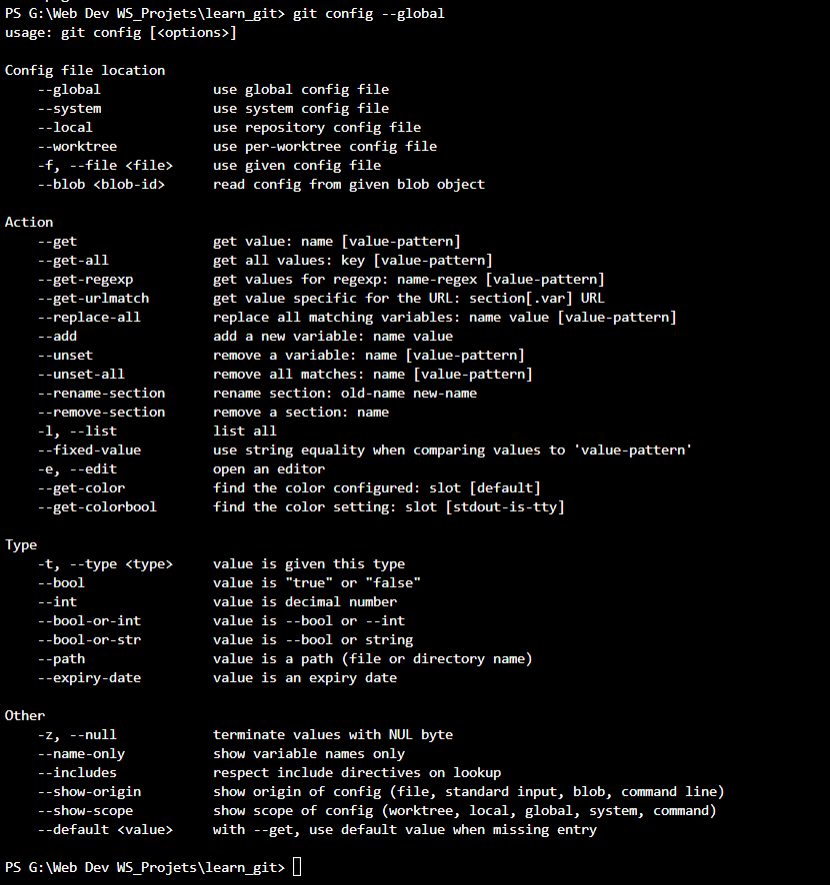 PS G:\Web Dev WS_Projets\learn_git> git config --global
usage: git config [<options>]

Config file location
    --global              use global config file
    --system              use system config file
    --local               use repository config file
    --worktree            use per-worktree config file
    -f, --file <file>     use given config file
    --blob <blob-id>      read config from given blob object

Action
    --get                 get value: name [value-pattern]
    --get-all             get all values: key [value-pattern]
    --get-regexp          get values for regexp: name-regex [value-pattern]
    --get-urlmatch        get value specific for the URL: section[.var] URL
    --replace-all         replace all matching variables: name value [value-pattern]
    --add                 add a new variable: name value
    --unset               remove a variable: name [value-pattern]
    --unset-all           remove all matches: name [value-pattern]
    --rename-section      rename section: old-name new-name
    --remove-section      remove a section: name
    -l, --list            list all
    --fixed-value         use string equality when comparing values to 'value-pattern'
    -e, --edit            open an editor
    --get-color           find the color configured: slot [default]
    --get-colorbool       find the color setting: slot [stdout-is-tty]

Type
    -t, --type <type>     value is given this type
    --bool                value is "true" or "false"
    --int                 value is decimal number
    --bool-or-int         value is --bool or --int
    --bool-or-str         value is --bool or string
    --path                value is a path (file or directory name)
    --expiry-date         value is an expiry date

Other
    -z, --null            terminate values with NUL byte
    --name-only           show variable names only
    --includes            respect include directives on lookup
    --show-origin         show origin of config (file, standard input, blob, command line)
    --show-scope          show scope of config (worktree, local, global, system, command)
    --default <value>     with --get, use default value when missing entry

PS G:\Web Dev WS_Projets\learn_git>